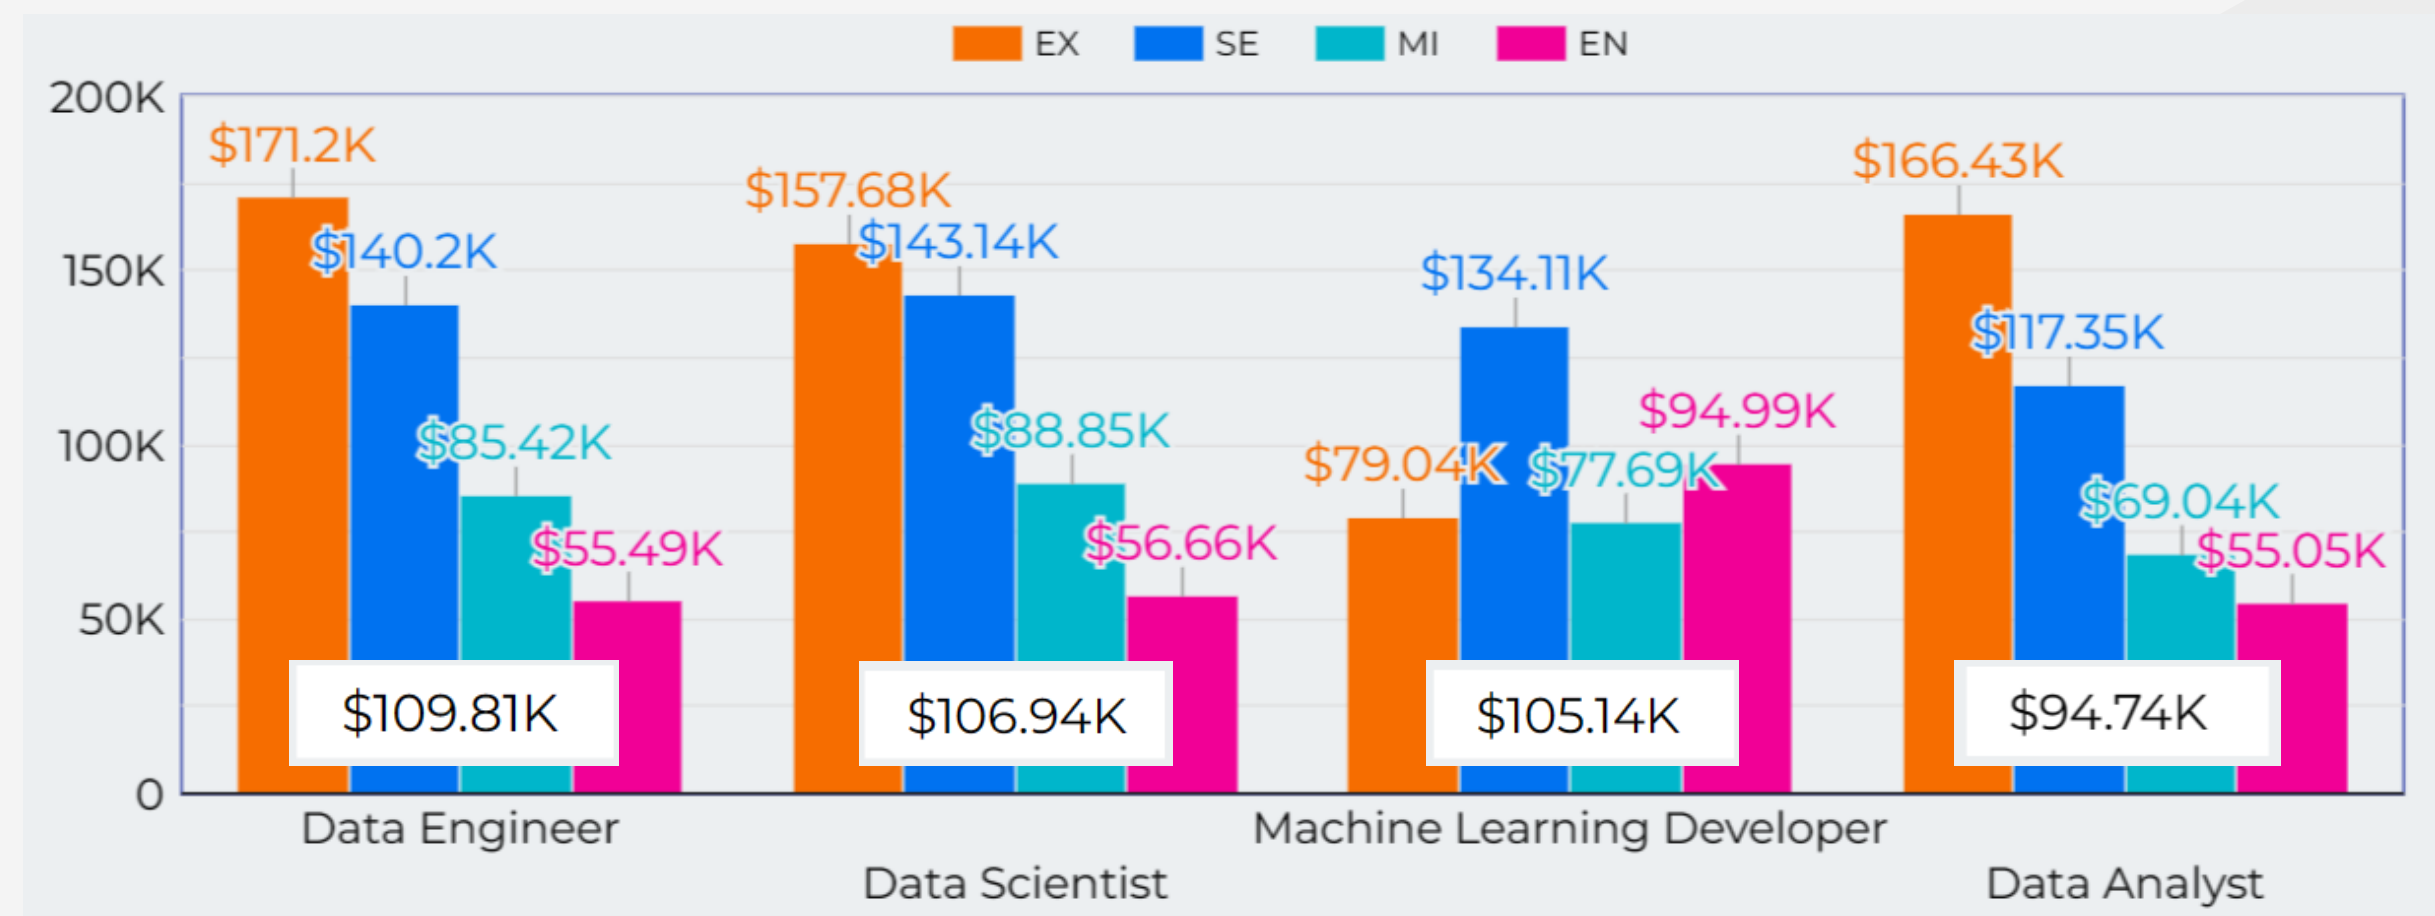 EX SE MI EN
200K
150K
100K
50K
0
$171.2K
$140.2K
$85.42K
$55.49K
$109.81K
$157.68K
$143.14K
$88.85K
$56.66K
$106.94K
$79.04K
$134.11K
$77.69K
$94.99K
$105.14K
$166.43K
$117.35K
$69.04K
$55.05K
$94.74K
Data Engineer
Data Scientist
Machine Learning Developer
Data Analyst